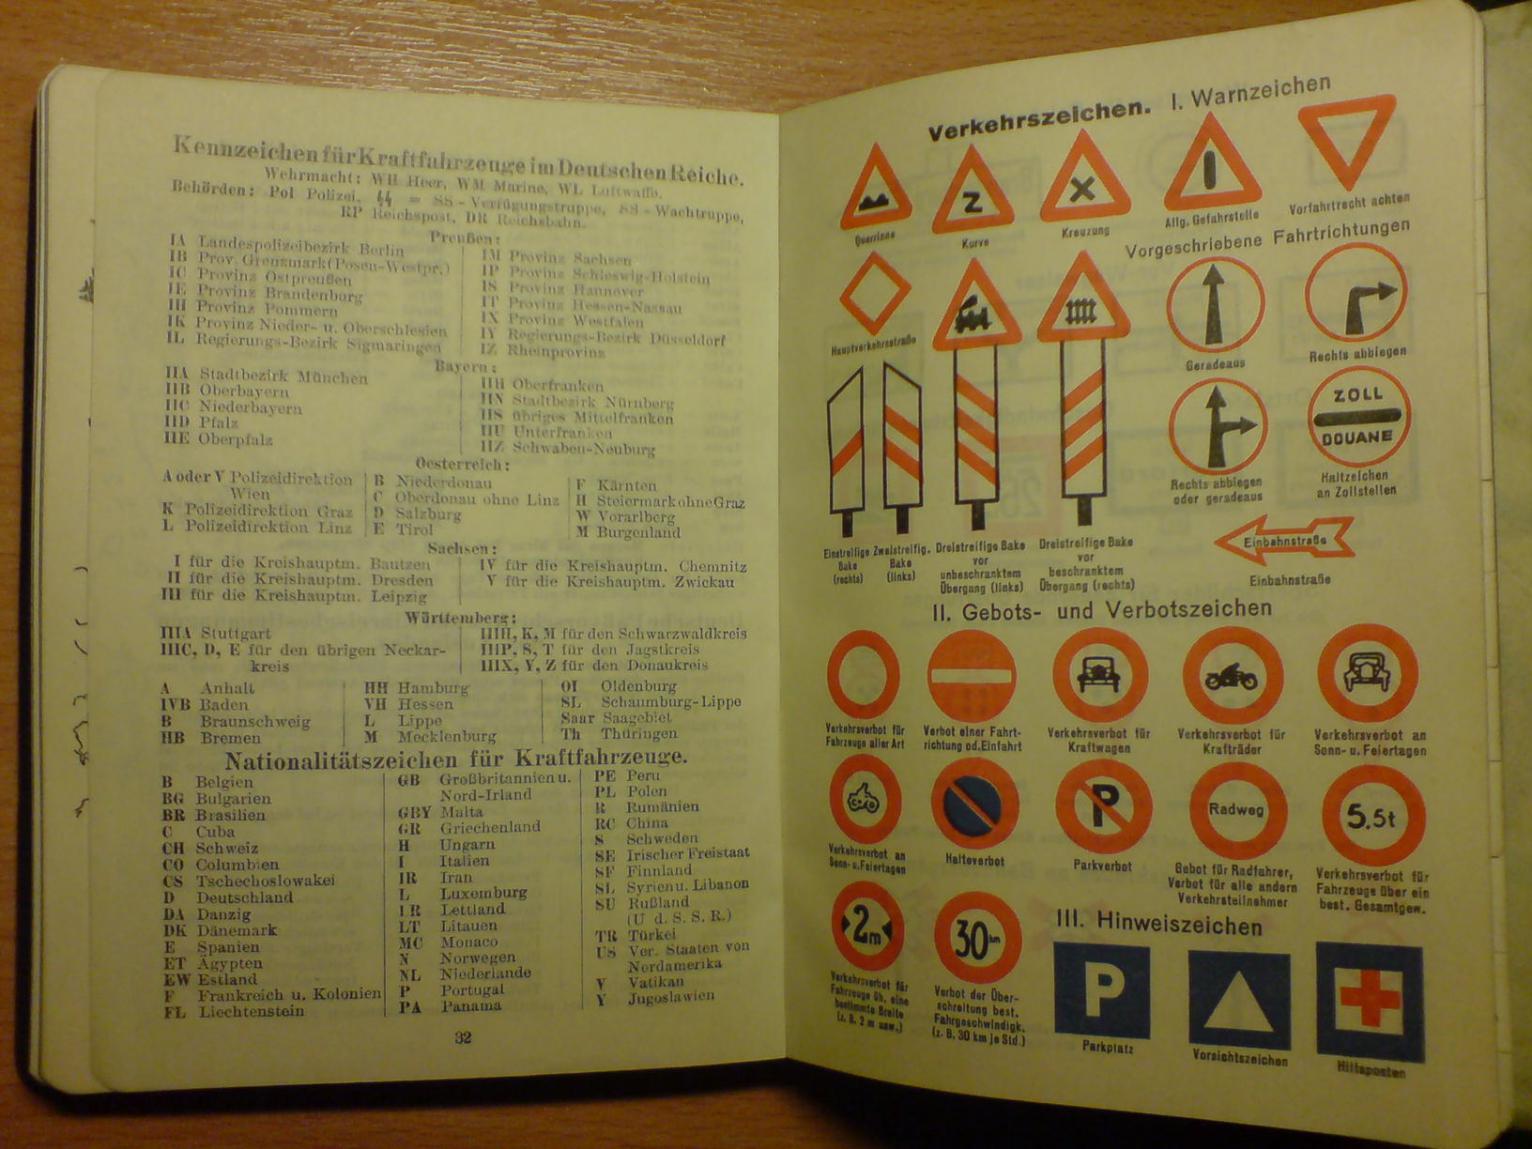 Kennzeichen für Kraftfahrzeuge im Deutschen Reiche.
Wehrmacht: WH Heer, WM Marine, WL Luftwaffe.
Behörden: Pol Polizei, ᛋᛋ = SS-Verfügungstruppe, SS-Wachtruppe,
RP Reichspost, DR Reichsbahn.
Preußen:
IA Landespolizeibezirk Berlin
IB Prov. Grenzmark (Posen-Westpr.)
IC Provinz Ostpreußen
IE Provinz Brandenburg
IH Provinz Pommern
IK Provinz Nieder- u. Oberschlesien
IL Regierungs-Bezirk Sigmaringen
IM Provinz Sachsen
IP Provinz Schleswig-Holstein
IS Provinz Hannover
IT Provinz Hessen-Nassau
IX Provinz Westfalen
IY Regierungs-Bezirk Düsseldorf
IZ Rheinprovinz
Bayern:
IIA Stadtbezirk München
IIB Oberbayern
IIC Niederbayern
IID Pfalz
IIE Oberpfalz
IIH Oberfranken
IIN Stadtbezirk Nürnberg
IIS übriges Mittelfranken
IIU Unterfranken
IIZ Schwaben-Neuburg
Oesterreich:
A oder V Polizeidirektion
Wien
K Polizeidirektion Graz
L Polizeidirektion Linz
B Niederdonau
C Oberdonau ohne Linz
D Salzburg
E Tirol
F Kärnten
H Steiermark ohne Graz
W Vorarlberg
M Burgenland
Sachsen:
I für die Kreishauptm. Bautzen
II für die Kreishauptm. Dresden
III für die Kreishauptm. Leipzig
IV für die Kreishauptm. Chemnitz
V für die Kreishauptm. Zwickau
Württemberg:
IIIA Stuttgart
IIIC, D, E für den übrigen Neckar-
kreis
IIIH, K, M für den Schwarzwaldkreis
IIIP, S, T für den Jagstkreis
IIIX, Y, Z für den Donaukreis
A Anhalt
IVB Baden
B Braunschweig
HB Bremen
HH Hamburg
VH Hessen
L Lippe
M Mecklenburg
OI Oldenburg
SL Schaumburg-Lippe
Saar Saagebiet
Th Thüringen
Nationalitätszeichen für Kraftfahrzeuge.
B Belgien
BG Bulgarien
BR Brasilien
C Cuba
CH Schweiz
CO Columbien
CS Tschechoslowakei
D Deutschland
DA Danzig
DK Dänemark
E Spanien
ET Ägypten
EW Estland
F Frankreich u. Kolonien
FL Liechtenstein
GB Großbritannien u.
Nord-Irland
GBY Malta
GR Griechenland
H Ungarn
I Italien
IR Iran
L Luxemburg
LR Lettland
LT Litauen
MC Monaco
N Norwegen
NL Niederlande
P Portugal
PA Panama
PE Peru
PL Polen
R Rumänien
RC China
S Schweden
SE Irischer Freistaat
SF Finnland
SL Syrien u. Libanon
SU Rußland
(U d. S. S. R.)
TR Türkei
US Ver. Staaten von
Nordamerika
V Vatikan
Y Jugoslawien
32
Verkehrszeichen. I. Warnzeichen
Querrinne
Z
Kurve
Kreuzung
Allg. Gefahrstelle
Vorfahrtrecht achten
Hauptverkehrsstraße
Vorgeschriebene Fahrtrichtungen
Geradeaus
Rechts abbiegen
Rechts abbiegen
oder geradeaus
ZOLL
DOUANE
Haltzeichen
an Zollstellen
Einstreifige
Bake
(rechts)
Zweistreifig.
Bake
(links)
Dreistreifige Bake
vor
unbeschranktem
Übergang (links)
Dreistreifige Bake
vor
beschranktem
Übergang (rechts)
Einbahnstraße
Einbahnstraße
II. Gebots- und Verbotszeichen
Verkehrsverbot für
Fahrzeuge aller Art
Verbot einer Fahrt-
richtung od. Einfahrt
Verkehrsverbot für
Kraftwagen
Verkehrsverbot für
Krafträder
Verkehrsverbot an
Sonn- u. Feiertagen
Verkehrsverbot an
Sonn- u. Feiertagen
Halteverbot
P
Parkverbot
Radweg
Gebot für Radfahrer,
Verbot für alle andern
Verkehrsteilnehmer
5,5t
Verkehrsverbot für
Fahrzeuge über ein
best. Gesamtgew.
2m
Verkehrsverbot für
Fahrzeuge üb. eine
bestimmte Breite
(z. B. 2 m usw.)
30 km
Verbot der Über-
schreitung best.
Fahrgeschwindigk.
(z. B. 30 km je Std.)
III. Hinweiszeichen
P
Parkplatz
Vorsichtszeichen
Hilfsposten